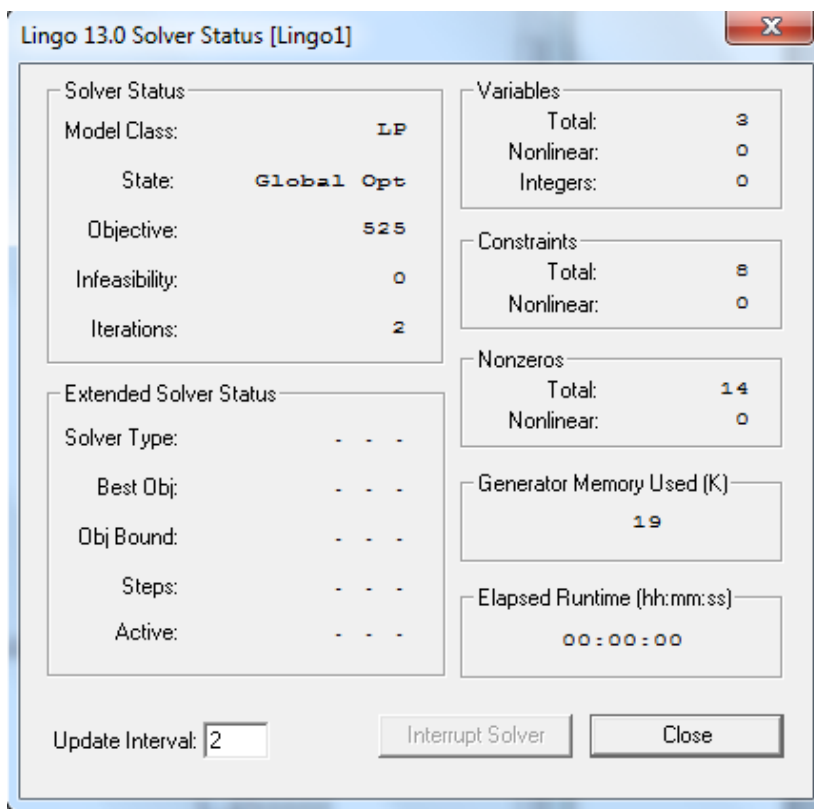 Lingo 13.0 Solver Status [Lingo1]
Solver Status
Model Class: LP
State: Global Opt
Objective: 525
Infeasibility: 0
Iterations: 2
Extended Solver Status
Solver Type: - - -
Best Obj: - - -
Obj Bound: - - -
Steps: - - -
Active: - - -
Variables
Total: 3
Nonlinear: 0
Integers: 0
Constraints
Total: 8
Nonlinear: 0
Nonzeros
Total: 14
Nonlinear: 0
Generator Memory Used (K)
19
Elapsed Runtime (hh:mm:ss)
00:00:00
Update Interval: 2
Interrupt Solver
Close